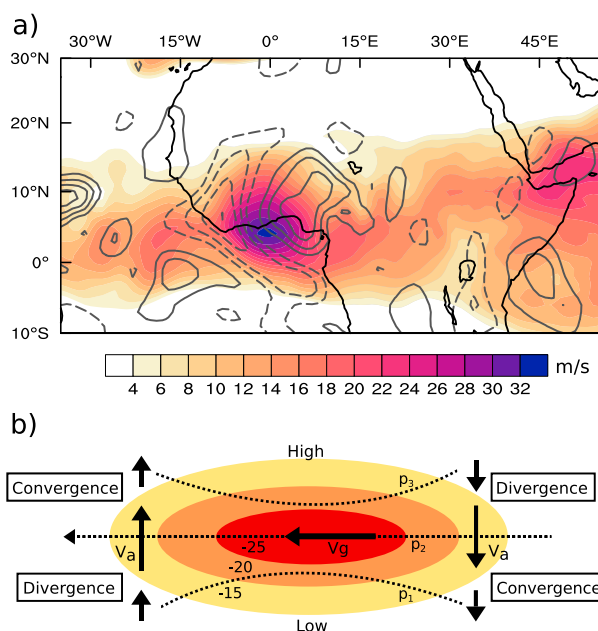 a)
30°W 15°W 0° 15°E 30°E 45°E
30°N
20°N
10°N
0°
10°S
4 6 8 10 12 14 16 18 20 22 24 26 28 30 32 m/s
b)
High
Convergence p3 Divergence
Va -25 Vg p2 Va
-20
Divergence -15 p1 Convergence
Low